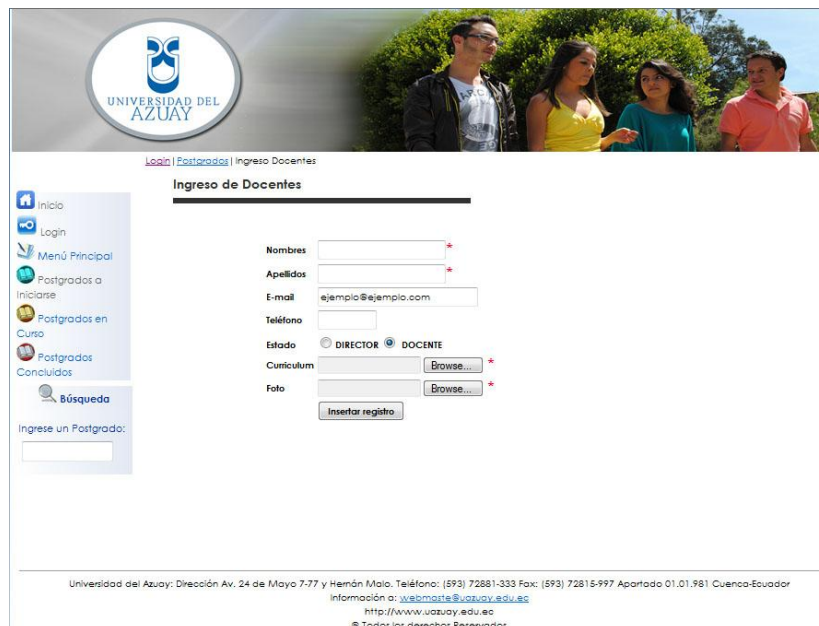 UNIVERSIDAD DEL
AZUAY
Login | Postgrados | Ingreso Docentes
Ingreso de Docentes
Inicio
Login
Menú Principal
Postgrados a
Iniciarse
Postgrados en
Curso
Postgrados
Concluidos
Búsqueda
Ingrese un Postgrado:
Nombres *
Apellidos *
E-mail ejemplo@ejemplo.com
Teléfono
Estado DIRECTOR DOCENTE
Curriculum Browse... *
Foto Browse... *
Insertar registro
Universidad del Azuay: Dirección Av. 24 de Mayo 7-77 y Hernán Malo. Teléfono: (593) 72881-333 Fax: (593) 72815-997 Apartado 01.01.981 Cuenca-Ecuador
Información a: webmaste@uazuay.edu.ec
http://www.uazuay.edu.ec
® Todos los derechos Reservados